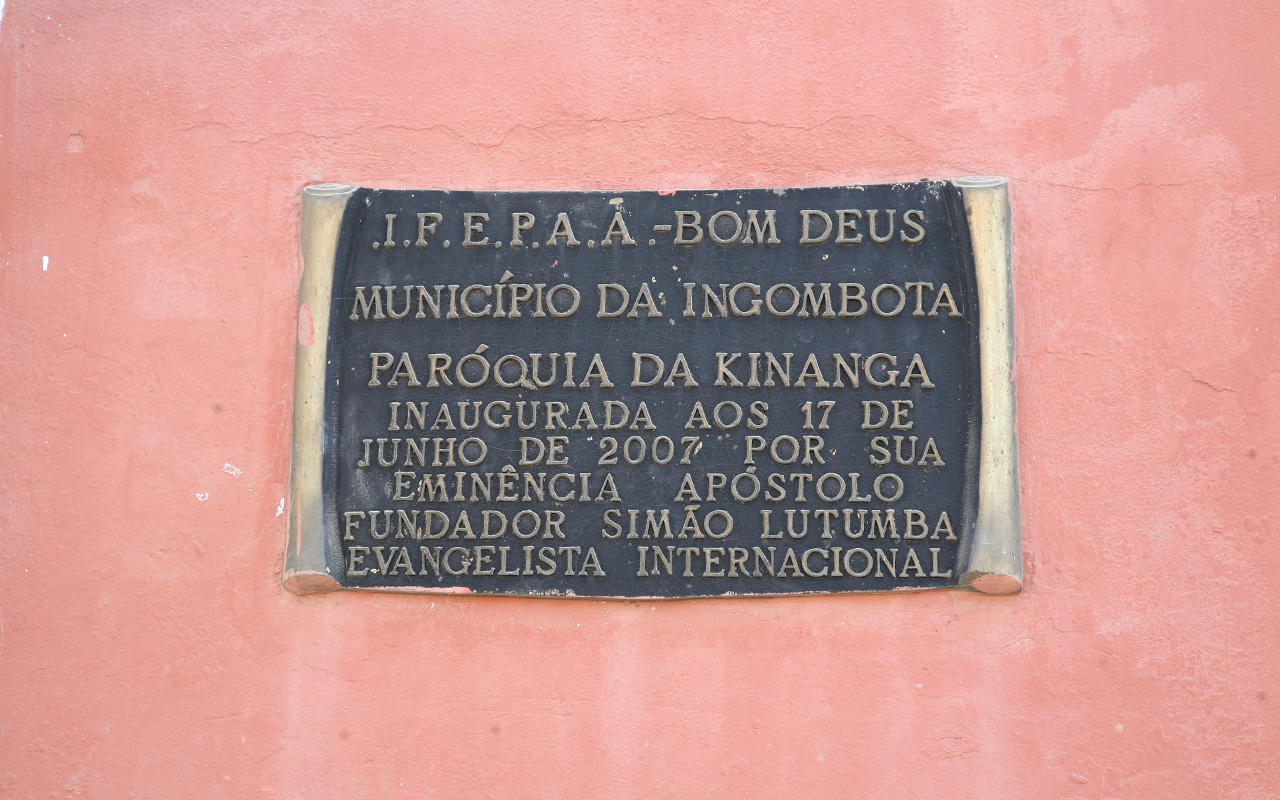 .I.F.E.P.A.A.-BOM DEUS
MUNICÍPIO DA INGOMBOTA
PARÓQUIA DA KINANGA
INAUGURADA AOS 17 DE
JUNHO DE 2007 POR SUA
EMINÊNCIA APÓSTOLO
FUNDADOR SIMÃO LUTUMBA
EVANGELISTA INTERNACIONAL